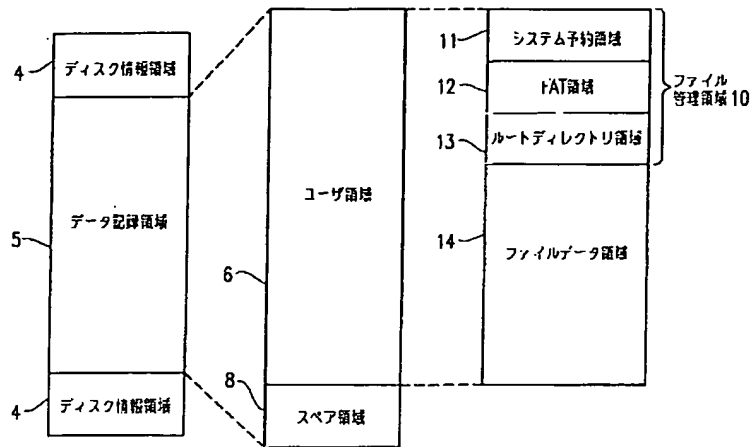 4
ディスク情報領域
5
データ記録領域
4
ディスク情報領域
6
ユーザ領域
8
スペア領域
11
システム予約領域
12
FAT領域
13
ルートディレクトリ領域
14
ファイルデータ領域
ファイル
管理領域 10